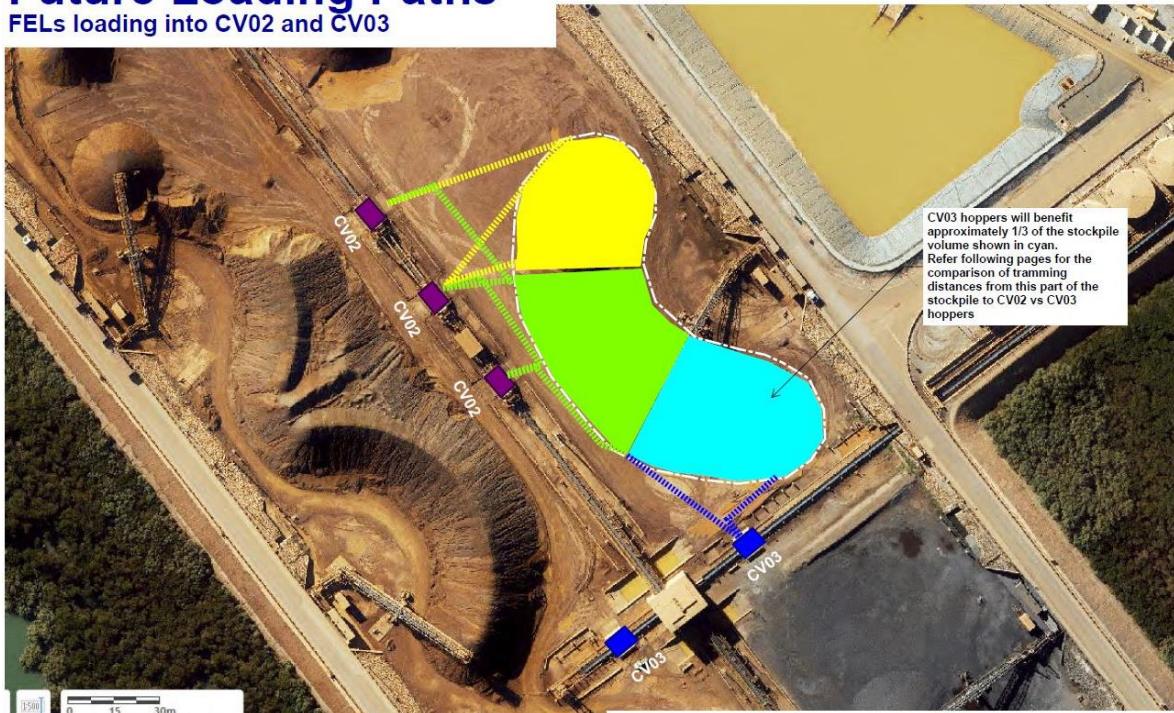 Future Loading Paths
FELs loading into CV02 and CV03
CV02
CV02
CV02
CV03 hoppers will benefit
approximately 1/3 of the stockpile
volume shown in cyan.
Refer following pages for the
comparison of tramming
distances from this part of the
stockpile to CV02 vs CV03
hoppers
CV03
CV03
1:500
0 15 30m